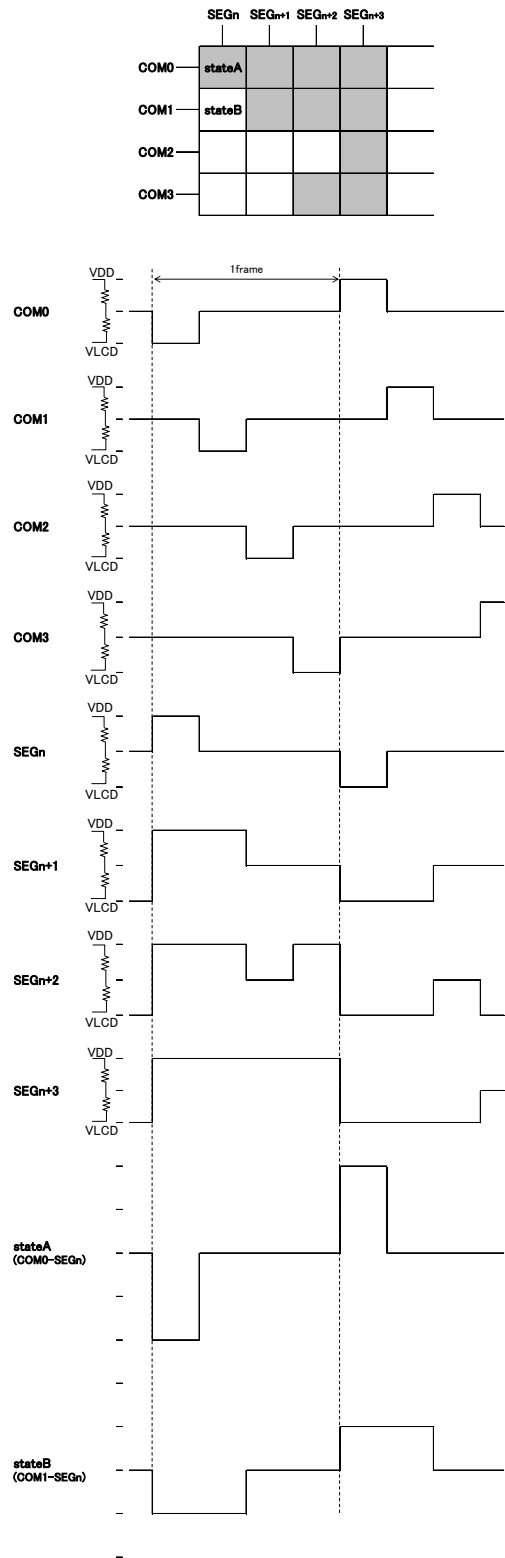 SEGn SEGn+1 SEGn+2 SEGn+3
COM0 stateA
COM1 stateB
COM2
COM3
1frame
VDD
COM0
VLCD
VDD
COM1
VLCD
VDD
COM2
VLCD
VDD
COM3
VLCD
VDD
SEGn
VLCD
VDD
SEGn+1
VLCD
VDD
SEGn+2
VLCD
VDD
SEGn+3
VLCD
stateA
(COM0-SEGn)
stateB
(COM1-SEGn)